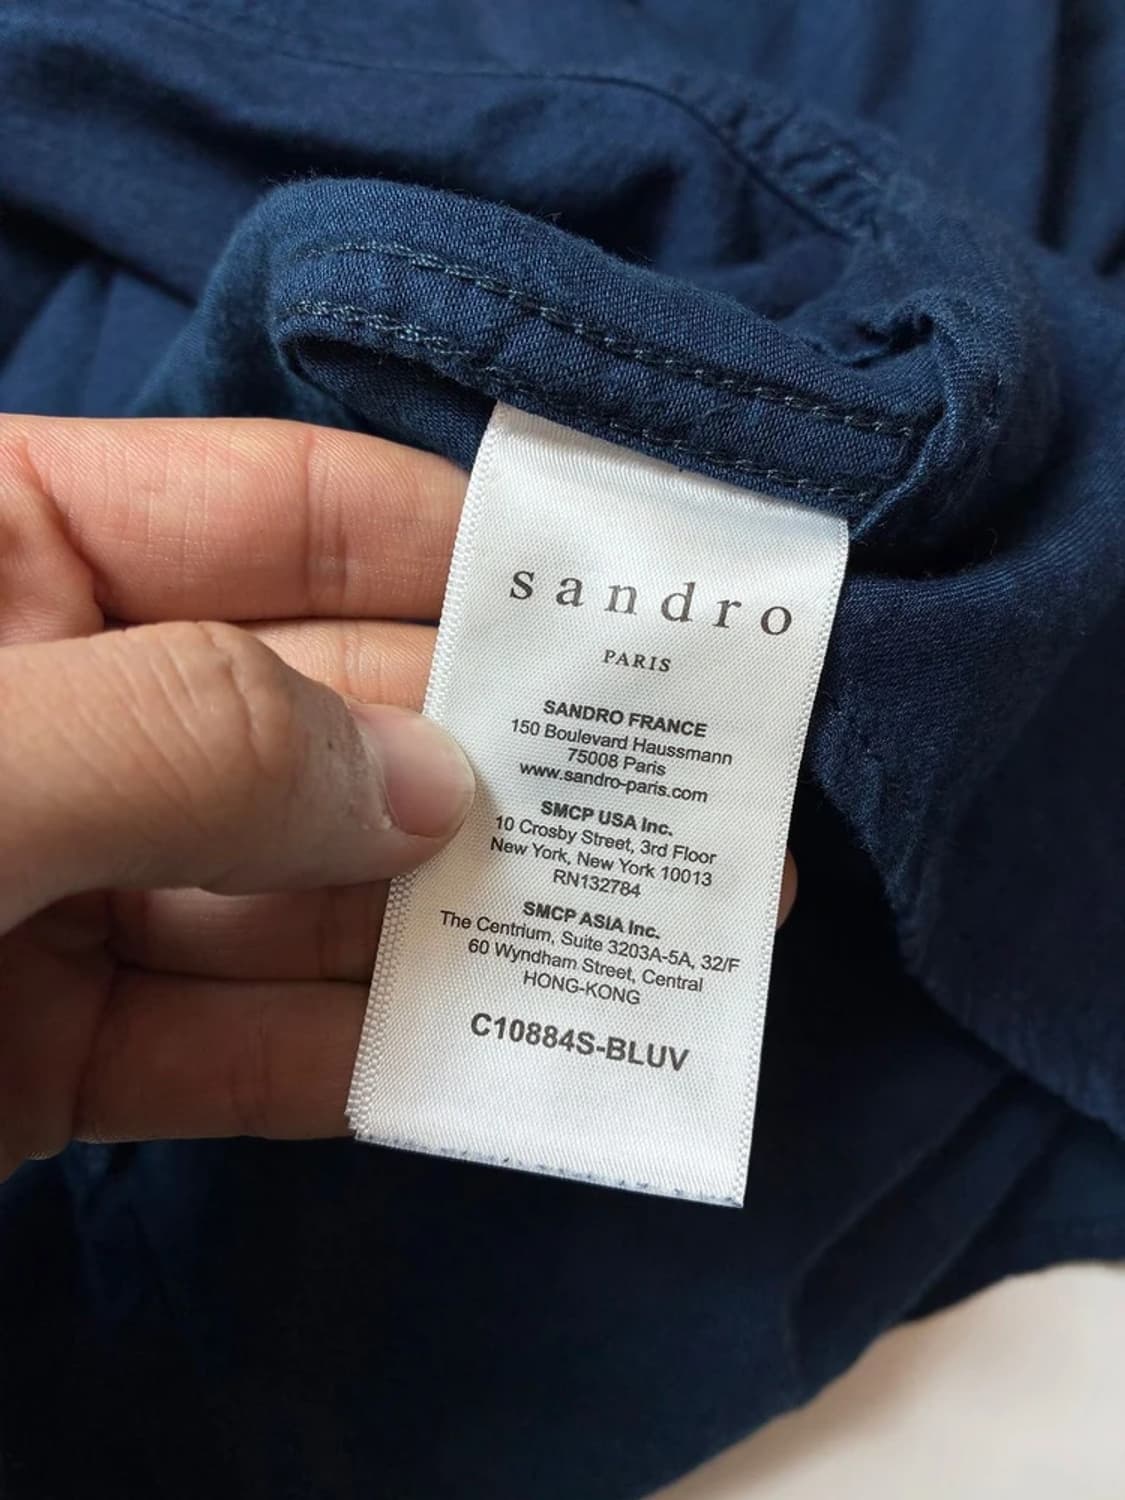 sandro
PARIS
SANDRO FRANCE
150 Boulevard Haussmann
75008 Paris
www.sandro-paris.com
SMCP USA Inc.
10 Crosby Street, 3rd Floor
New York, New York 10013
RN132784
SMCP ASIA Inc.
The Centrium, Suite 3203A-5A, 32/F
60 Wyndham Street, Central
HONG-KONG
C10884S-BLUV